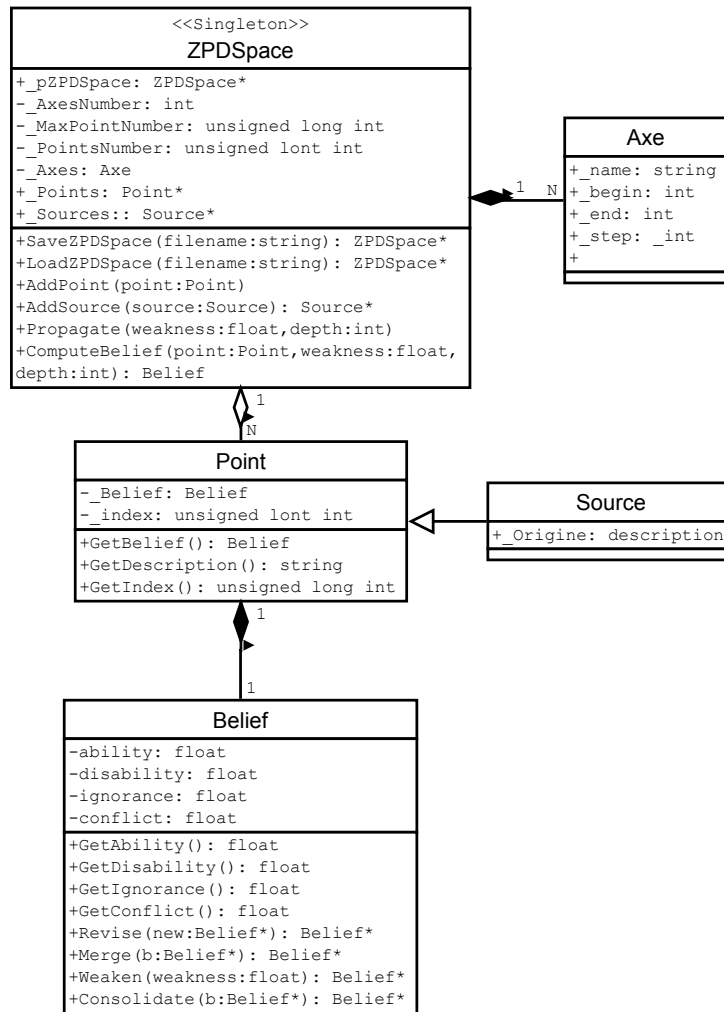 <<Singleton>>
ZPDSpace
+_pZPDSpace: ZPDSpace*
-_AxesNumber: int
-_MaxPointNumber: unsigned long int
-_PointsNumber: unsigned lont int
-_Axes: Axe
+_Points: Point*
+_Sources:: Source*
+SaveZPDSpace(filename:string): ZPDSpace*
+LoadZPDSpace(filename:string): ZPDSpace*
+AddPoint(point:Point)
+AddSource(source:Source): Source*
+Propagate(weakness:float,depth:int)
+ComputeBelief(point:Point,weakness:float,
depth:int): Belief
1
N
Axe
+_name: string
+_begin: int
+_end: int
+_step: _int
+
1
N
Point
-_Belief: Belief
-_index: unsigned lont int
+GetBelief(): Belief
+GetDescription(): string
+GetIndex(): unsigned long int
Source
+_Origine: description
1
1
Belief
-ability: float
-disability: float
-ignorance: float
-conflict: float
+GetAbility(): float
+GetDisability(): float
+GetIgnorance(): float
+GetConflict(): float
+Revise(new:Belief*): Belief*
+Merge(b:Belief*): Belief*
+Weaken(weakness:float): Belief*
+Consolidate(b:Belief*): Belief*